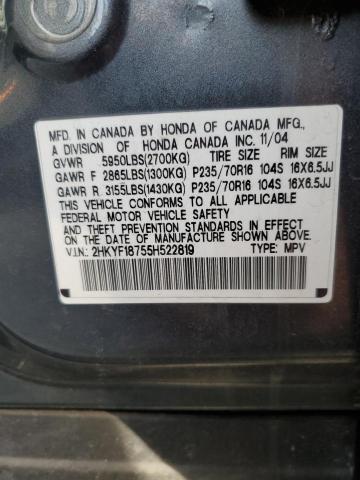 MFD. IN CANADA BY HONDA OF CANADA MFG.,
A DIVISION OF HONDA CANADA INC. 11/04
GVWR 5950LBS(2700KG) TIRE SIZE RIM SIZE
GAWR F 2865LBS(1300KG) P235/70R16 104S 16X6.5JJ
GAWR R. 3155LBS(1430KG) P235/70R16 104S 16X6.5JJ
THIS VEHICLE CONFORMS TO ALL APPLICABLE
FEDERAL MOTOR VEHICLE SAFETY
AND THEFT PREVENTION STANDARDS IN EFFECT
ON THE DATE OF MANUFACTURE SHOWN ABOVE.
V.I.N.: 2HKYF18755H522819 TYPE: MPV